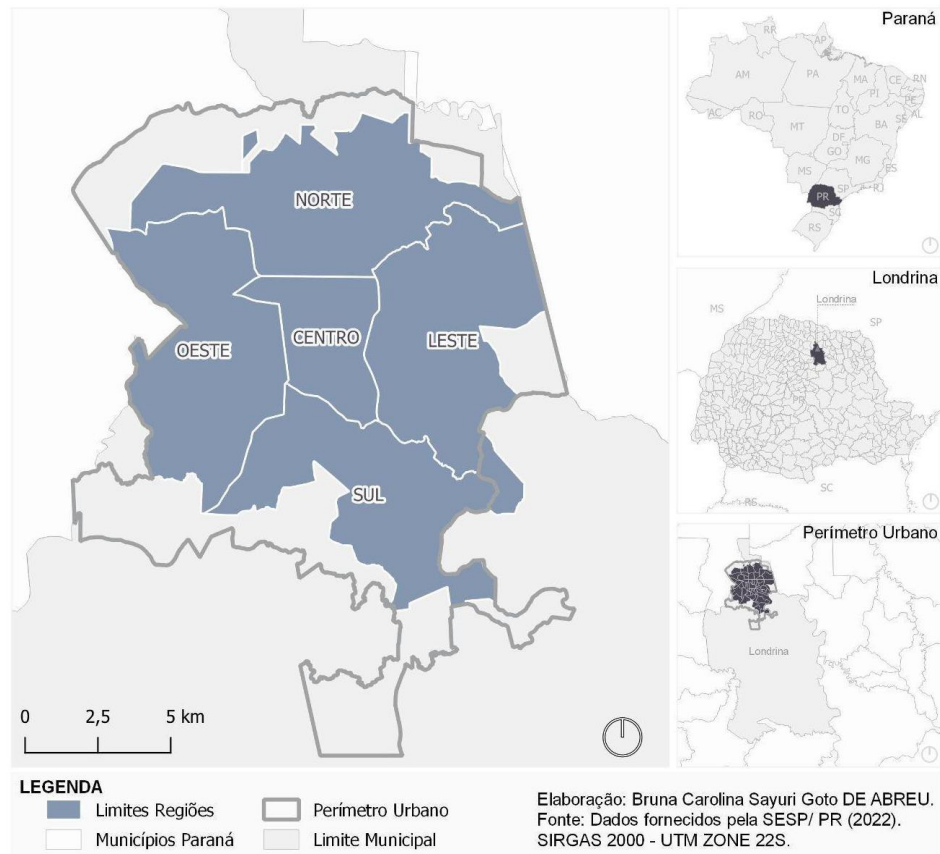 NORTE
CENTRO
OESTE
LESTE
SUL
0 2,5 5 km
Paraná
RR
AP
AM
PA
MA
CE
RN
PI
PE
AC
RO
TO
SE
AL
MT
BA
DF
GO
MG
MS
ES
SP
RJ
PR
SC
RS
Londrina
Londrina
MS
SP
PR
SC
RS
Perímetro Urbano
Londrina
LEGENDA
Limites Regiões
Municípios Paraná
Perímetro Urbano
Limite Municipal
Elaboração: Bruna Carolina Sayuri Goto DE ABREU.
Fonte: Dados fornecidos pela SESP/ PR (2022).
SIRGAS 2000 - UTM ZONE 22S.